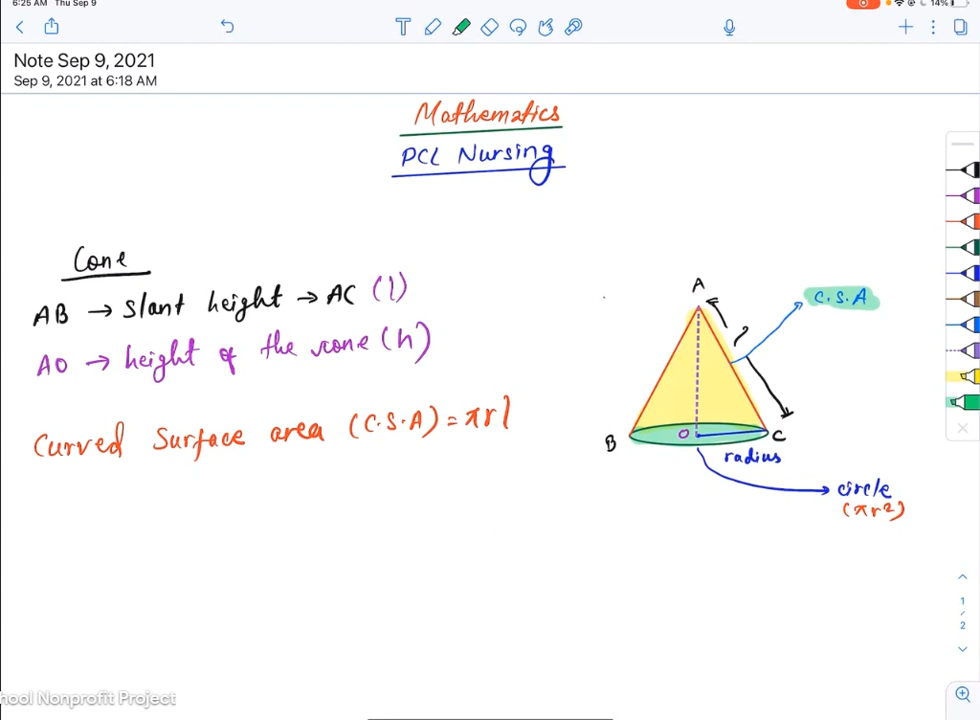 6:25 AM Thu Sep 9
14%
Note Sep 9, 2021
Sep 9, 2021 at 6:18 AM
Mathematics
PCL Nursing
Cone
AB → slant height → AC (l)
AO → height of the cone (h)
Curved Surface area (C.S.A) = πrl
A
C.S.A
l
B
O
C
radius
circle
(πr²)
1
/
2
hool Nonprofit Project